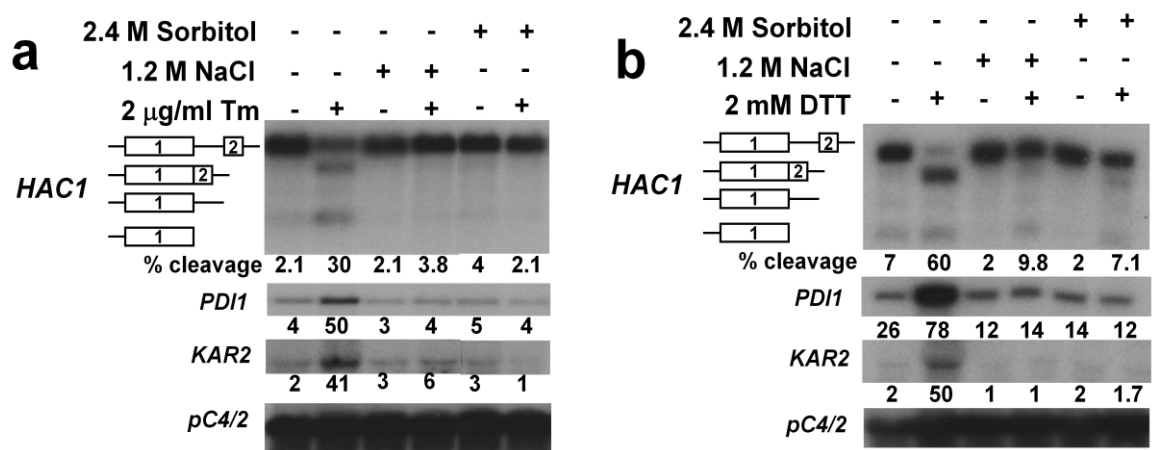 a
2.4 M Sorbitol - - - - + +
1.2 M NaCl - - + + - -
2 μg/ml Tm - + - + - +
HAC1
1 2
1 2
1
1
% cleavage 2.1 30 2.1 3.8 4 2.1
PDI1
4 50 3 4 5 4
KAR2
2 41 3 6 3 1
pC4/2
b
2.4 M Sorbitol - - - - + +
1.2 M NaCl - - + + - -
2 mM DTT - + - + - +
HAC1
1 2
1 2
1
1
% cleavage 7 60 2 9.8 2 7.1
PDI1
26 78 12 14 14 12
KAR2
2 50 1 1 2 1.7
pC4/2